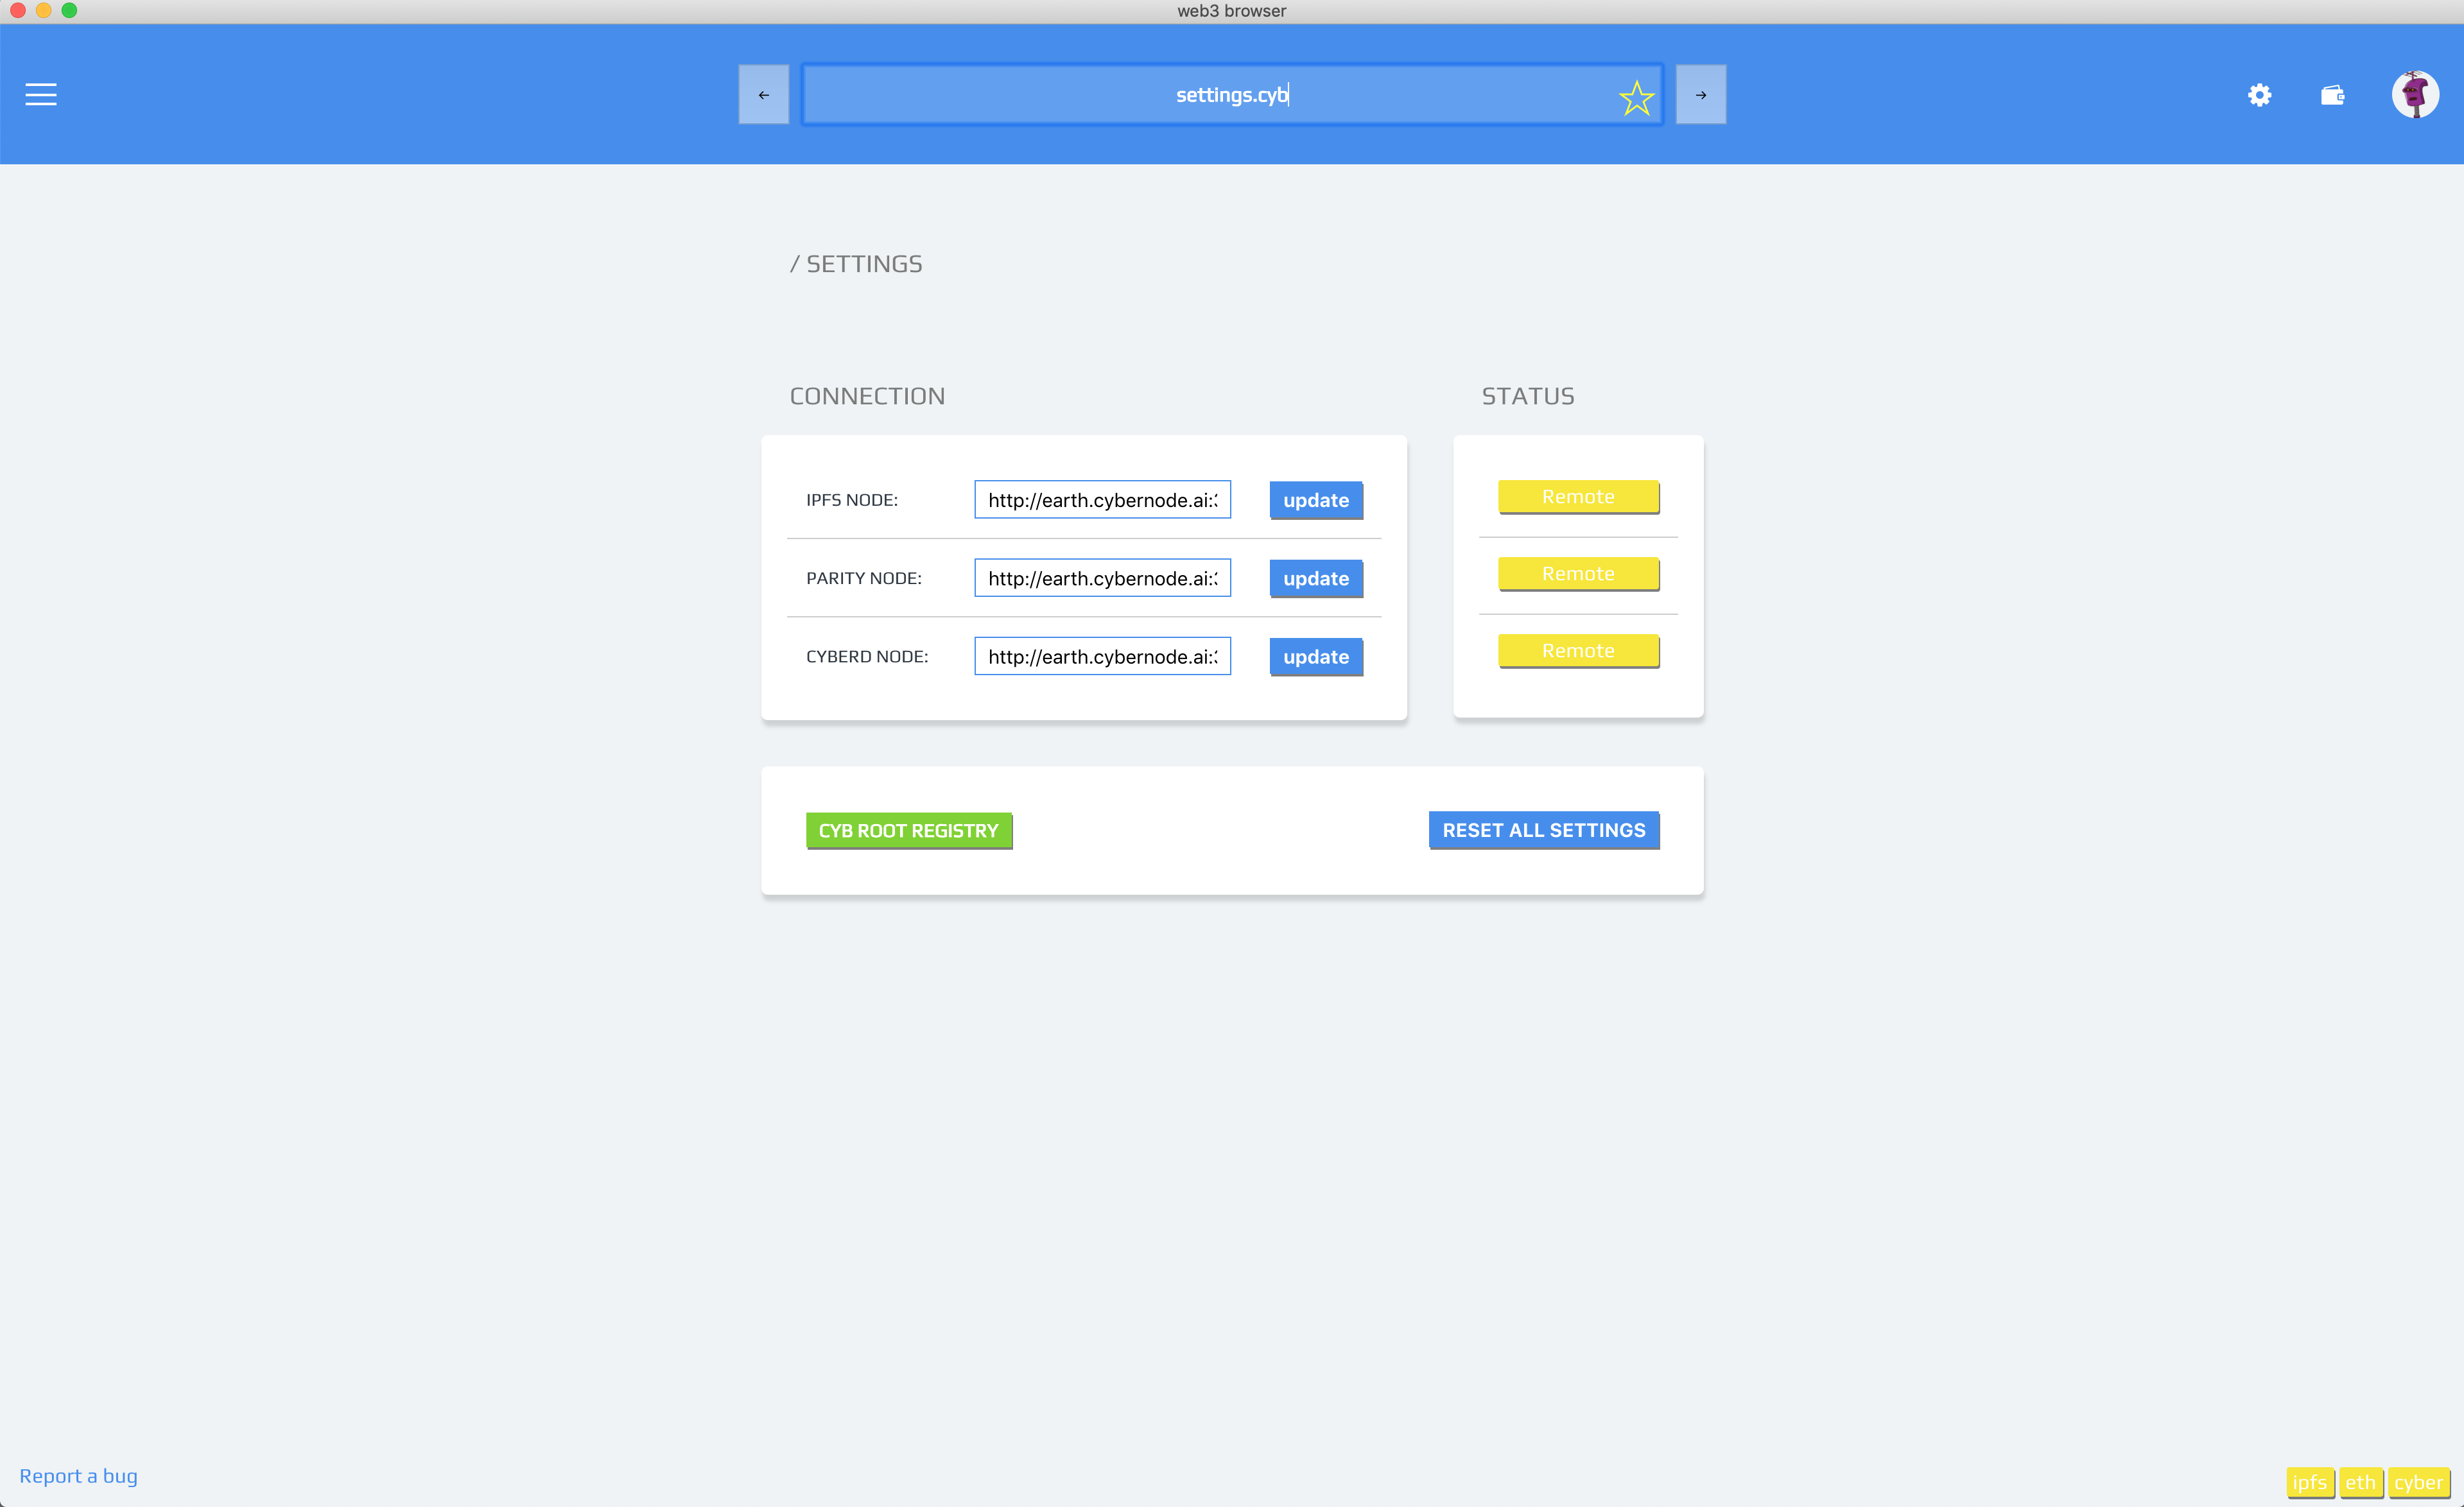 web3 browser
←
settings.cyb
→
/ SETTINGS
CONNECTION
STATUS
IPFS NODE: http://earth.cybernode.ai: update Remote
PARITY NODE: http://earth.cybernode.ai: update Remote
CYBERD NODE: http://earth.cybernode.ai: update Remote
CYB ROOT REGISTRY
RESET ALL SETTINGS
Report a bug
ipfs eth cyber